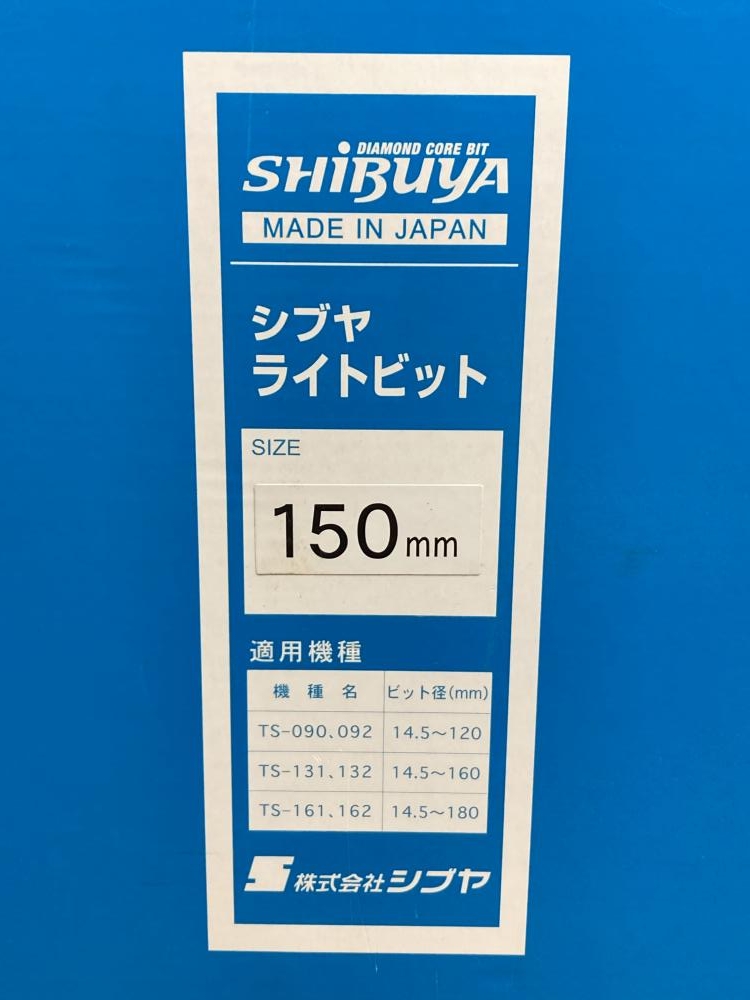 DIAMOND CORE BIT
SHIBUYA
MADE IN JAPAN
シブヤ
ライトビット
SIZE
150mm
適用機種
機種名 ビット径(mm)
TS-090、092 14.5～120
TS-131、132 14.5～160
TS-161、162 14.5～180
株式会社シブヤ